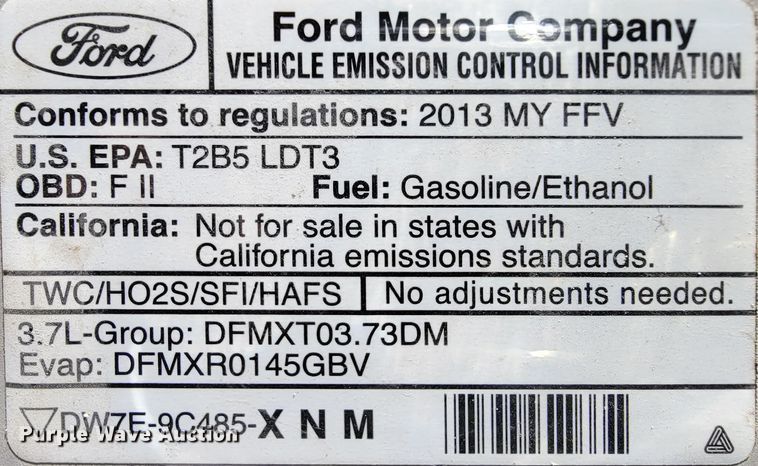 Ford
Ford Motor Company
VEHICLE EMISSION CONTROL INFORMATION
Conforms to regulations: 2013 MY FFV
U.S. EPA: T2B5 LDT3
OBD: F II Fuel: Gasoline/Ethanol
California: Not for sale in states with
California emissions standards.
TWC/HO2S/SFI/HAFS No adjustments needed.
3.7L-Group: DFMXT03.73DM
Evap: DFMXR0145GBV
DW7E-9C485-X N M
Purple Wave Auction